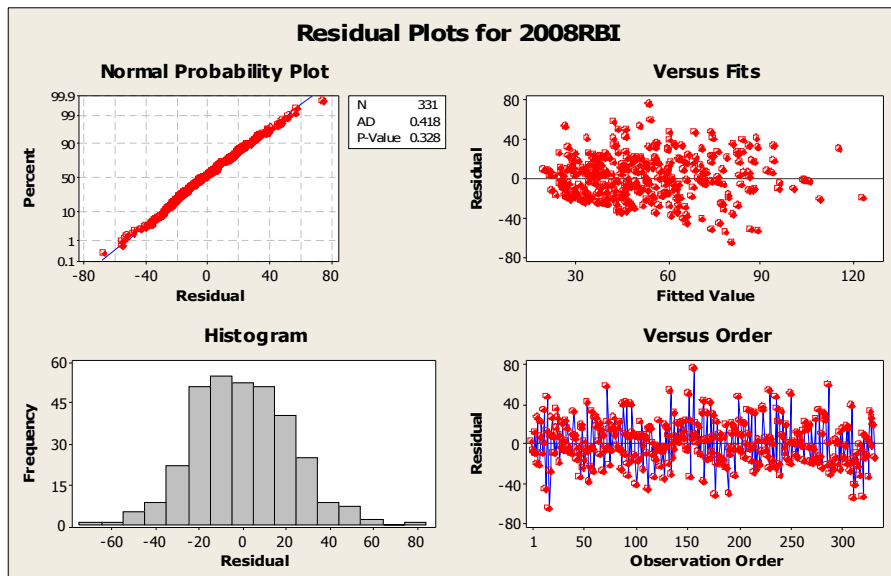 Residual Plots for 2008RBI
Normal Probability Plot
99.9
99
90
50
10
1
0.1
Percent
-80
-40
0
40
80
Residual
N 331
AD 0.418
P-Value 0.328
Versus Fits
80
40
0
-40
-80
Residual
30
60
90
120
Fitted Value
Histogram
60
45
30
15
0
Frequency
-60
-40
-20
0
20
40
60
80
Residual
Versus Order
80
40
0
-40
-80
Residual
1
50
100
150
200
250
300
Observation Order